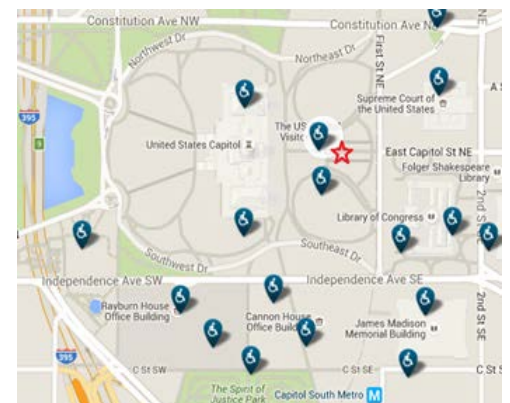 Constitution Ave NW
Constitution Ave
NE
Northwest Dr
Northeast Dr
First St NE
395
9
Supreme Court of
the United States
A S
The US
Visito
United States Capitol
East Capitol St NE
Folger Shakespeare
Library
2nd St
Library of Congress
Southwest Dr
Southeast Dr
Independence Ave SW
Independence Ave SE
Rayburn House
Office Building
Cannon House
Office Build
James Madison
Memorial Building
2nd St SE
395
C St SW
C St SE
C St
The Spirit of
Justice Park
Capitol South Metro
M